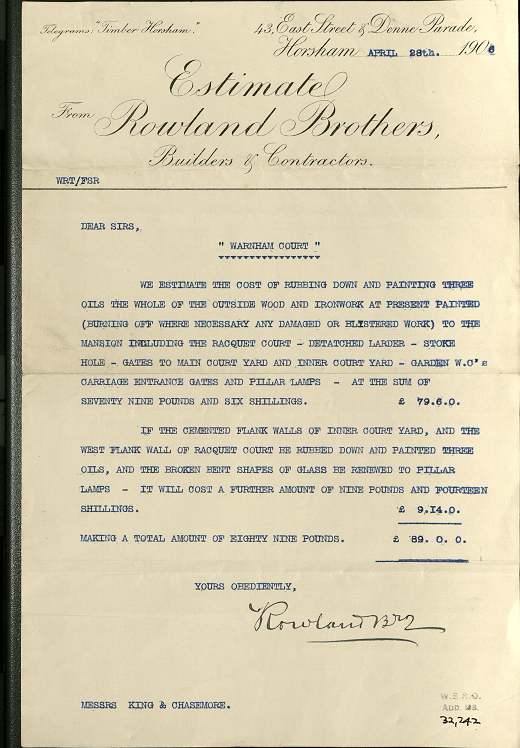 Telegrams: "Timber Horsham."
43, East Street & Denne Parade,
Horsham APRIL 28th. 1906
Estimate
From Rowland Brothers,
Builders & Contractors.
WRT/FSR
DEAR SIRS,
" WARNHAM COURT "
WE ESTIMATE THE COST OF RUBBING DOWN AND PAINTING THREE
OILS THE WHOLE OF THE OUTSIDE WOOD AND IRONWORK AT PRESENT PAINTED
(BURNING OFF WHERE NECESSARY ANY DAMAGED OR BLISTERED WORK) TO THE
MANSION INCLUDING THE RACQUET COURT - DETATCHED LARDER - STOKE
HOLE - GATES TO MAIN COURT YARD AND INNER COURT YARD - GARDEN W.C's
CARRIAGE ENTRANCE GATES AND PILLAR LAMPS - AT THE SUM OF
SEVENTY NINE POUNDS AND SIX SHILLINGS. £ 79.6.0.
IF THE CEMENTED FLANK WALLS OF INNER COURT YARD, AND THE
WEST FLANK WALL OF RACQUET COURT BE RUBBED DOWN AND PAINTED THREE
OILS, AND THE BROKEN BENT SHAPES OF GLASS BE RENEWED TO PILLAR
LAMPS - IT WILL COST A FURTHER AMOUNT OF NINE POUNDS AND FOURTEEN
SHILLINGS. £ 9.14.0.
MAKING A TOTAL AMOUNT OF EIGHTY NINE POUNDS. £ 89. 0. 0.
YOURS OBEDIENTLY,
Rowland Bros
MESSRS KING & CHASEMORE.
W.S.R.O.
ADD. MS.
32,242